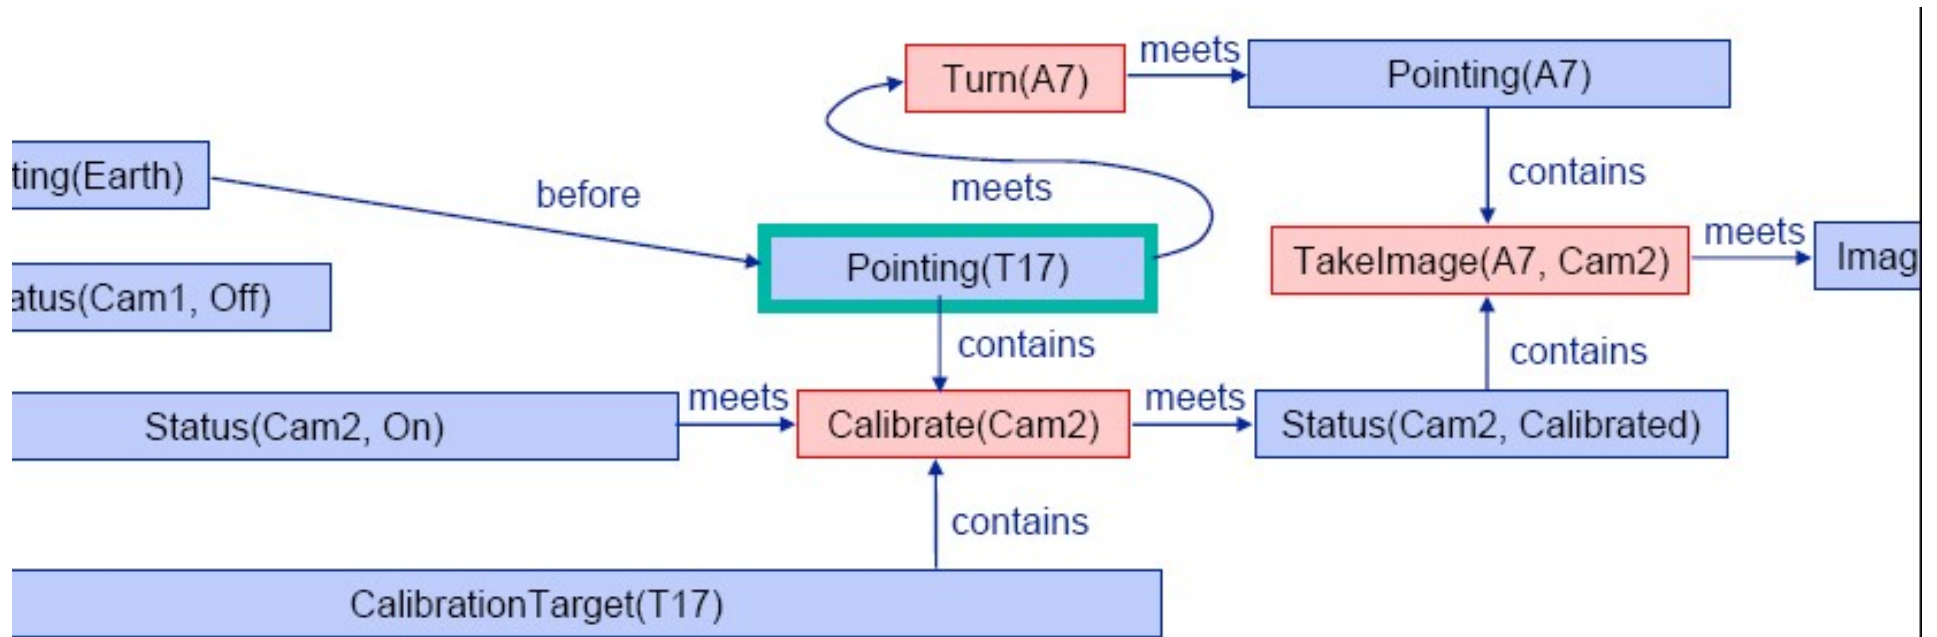 meets
Turn(A7)
Pointing(A7)
ting(Earth)
before
meets
contains
Pointing(T17)
TakeImage(A7, Cam2)
meets
Imag
atus(Cam1, Off)
contains
contains
Status(Cam2, On)
meets
Calibrate(Cam2)
meets
Status(Cam2, Calibrated)
contains
CalibrationTarget(T17)